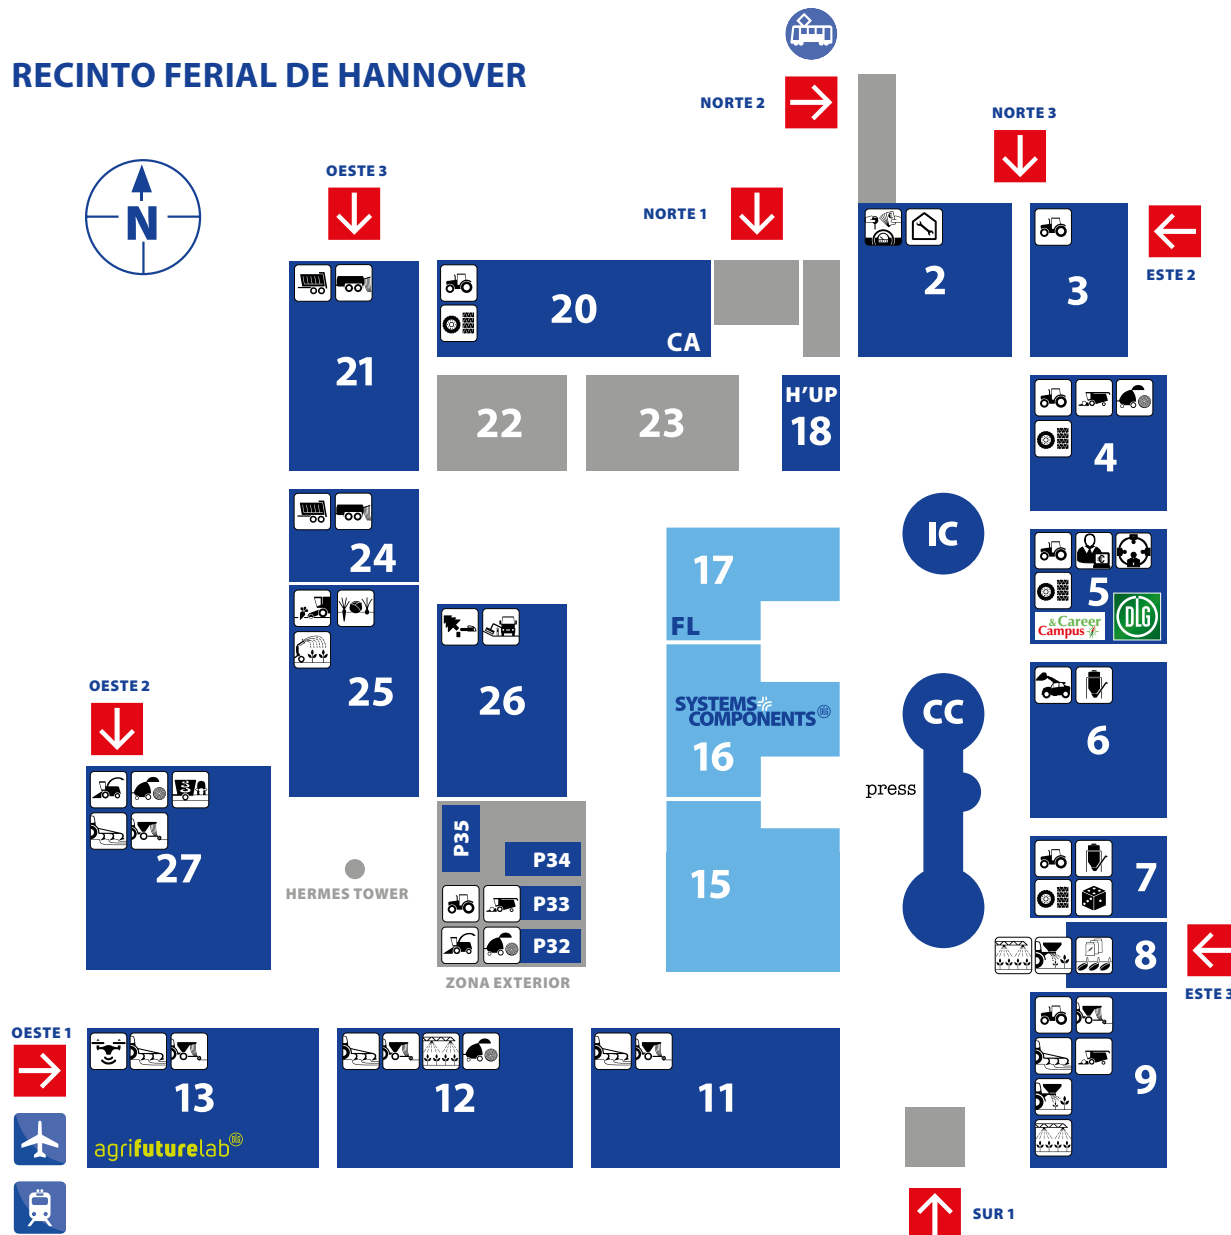 RECINTO FERIAL DE HANNOVER
NORTE 2
NORTE 3
OESTE 3
NORTE 1
N
ESTE 2
2
3
20
CA
21
22
23
H'UP
18
4
IC
17
FL
24
5
&Career
Campus
DLG
25
26
SYSTEMS
COMPONENTS
DLG
16
CC
6
OESTE 2
press
27
P35
P34
P33
P32
HERMES TOWER
ZONA EXTERIOR
15
7
8
ESTE 3
OESTE 1
13
agrifuturelab
DLG
12
11
9
SUR 1